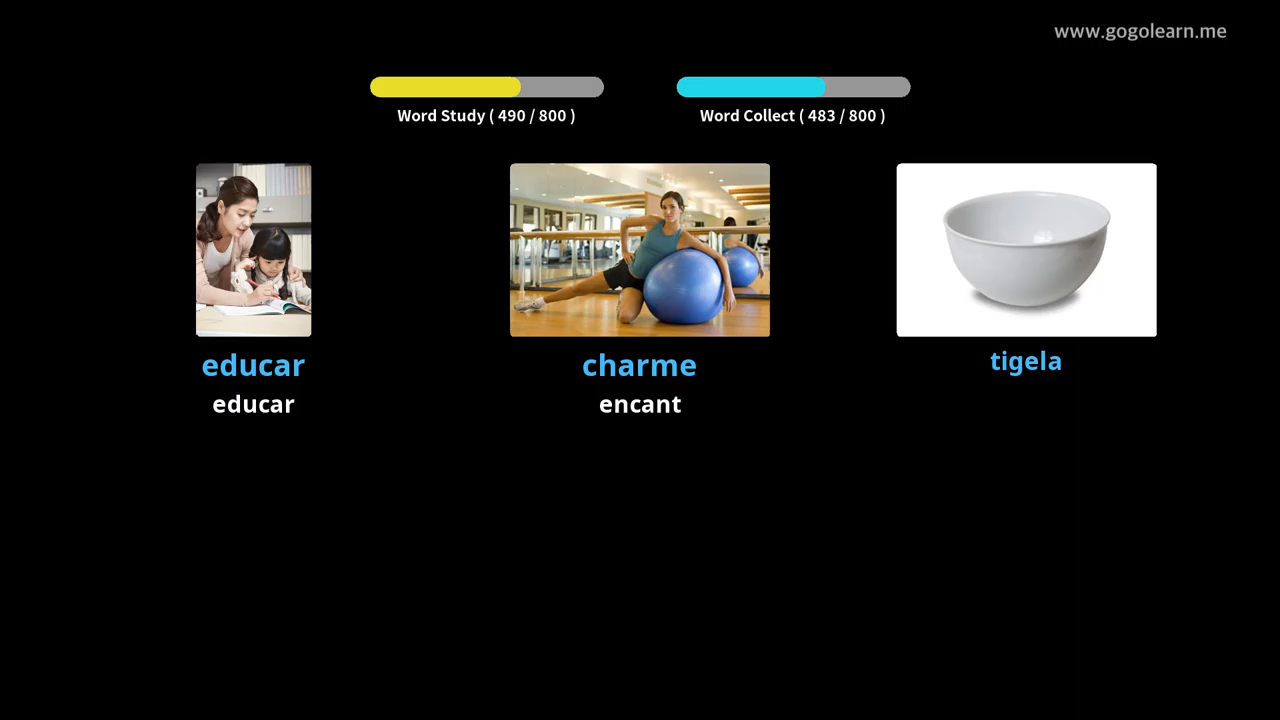 www.gogolearn.me
Word Study ( 490 / 800 )
Word Collect ( 483 / 800 )
educar
educar
charme
encant
tigela